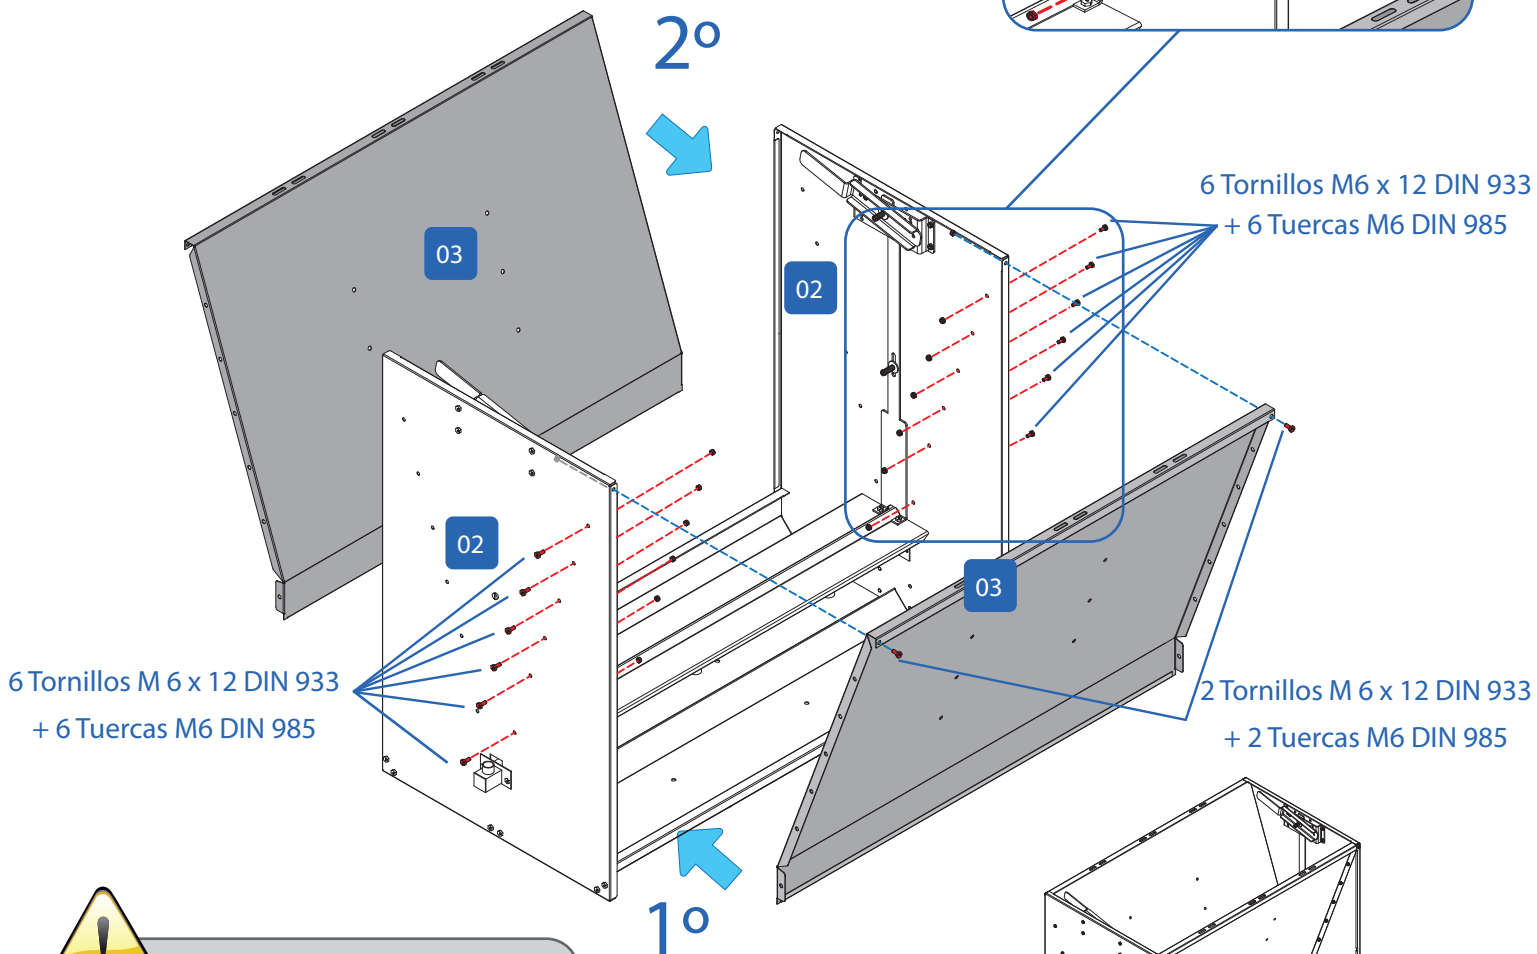 2º
6 Tornillos M6 x 12 DIN 933
+ 6 Tuercas M6 DIN 985
03
02
02
03
6 Tornillos M 6 x 12 DIN 933
+ 6 Tuercas M6 DIN 985
2 Tornillos M 6 x 12 DIN 933
+ 2 Tuercas M6 DIN 985
1º
!